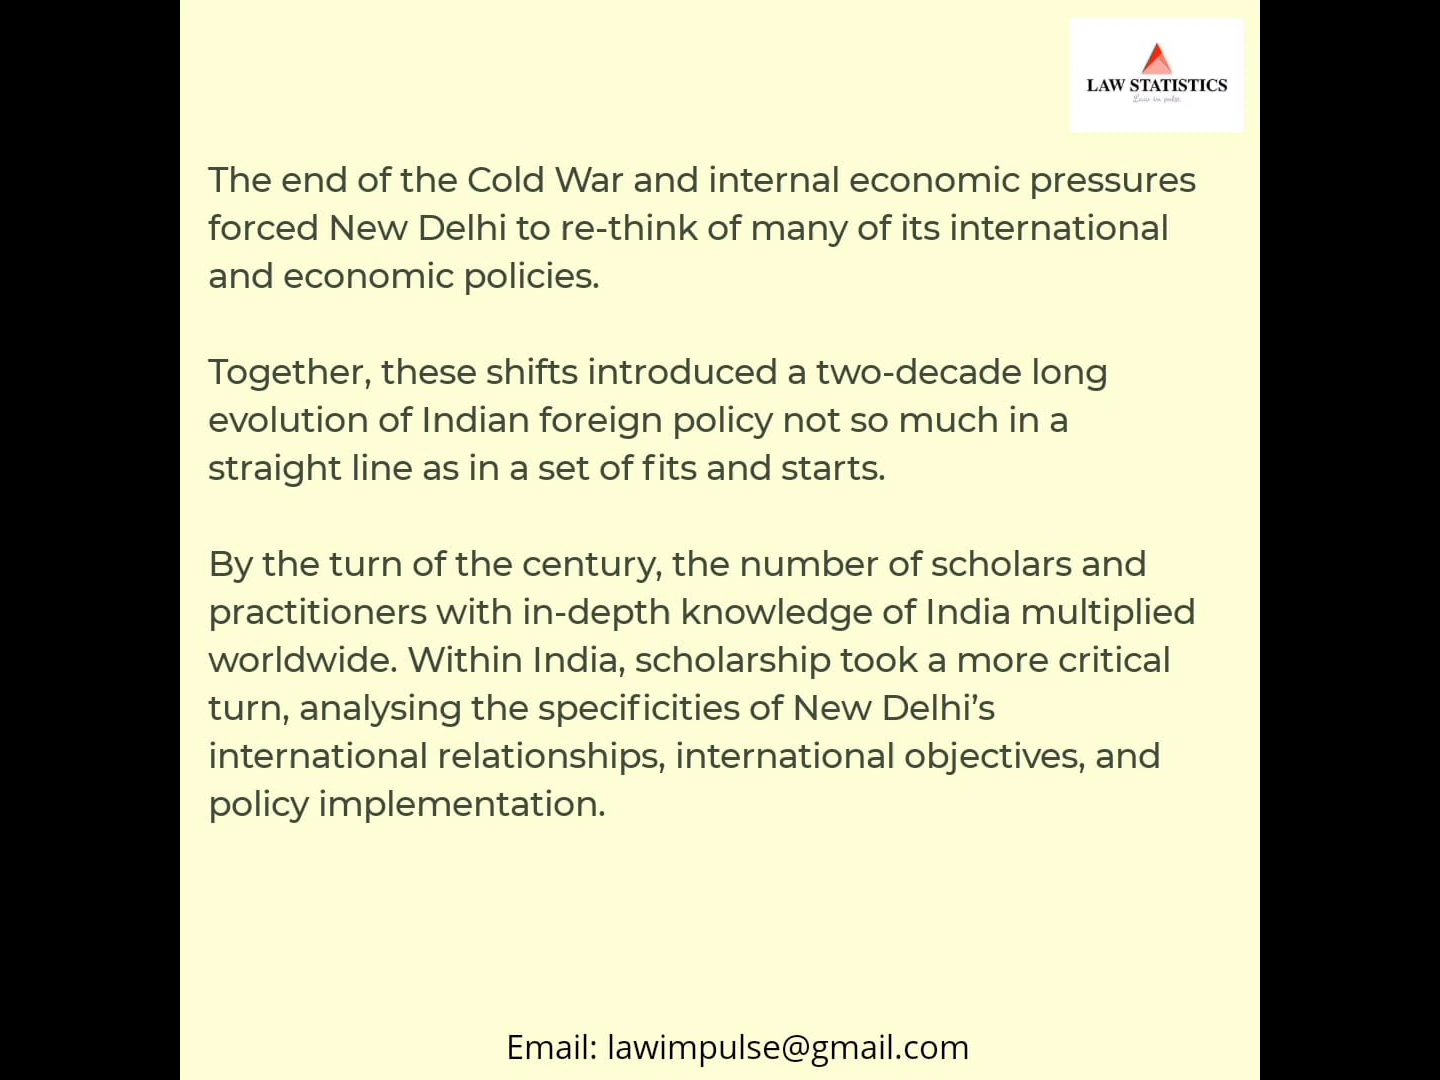 LAW STATISTICS
Law in pulse
The end of the Cold War and internal economic pressures
forced New Delhi to re-think of many of its international
and economic policies.
Together, these shifts introduced a two-decade long
evolution of Indian foreign policy not so much in a
straight line as in a set of fits and starts.
By the turn of the century, the number of scholars and
practitioners with in-depth knowledge of India multiplied
worldwide. Within India, scholarship took a more critical
turn, analysing the specificities of New Delhi’s
international relationships, international objectives, and
policy implementation.
Email: lawimpulse@gmail.com